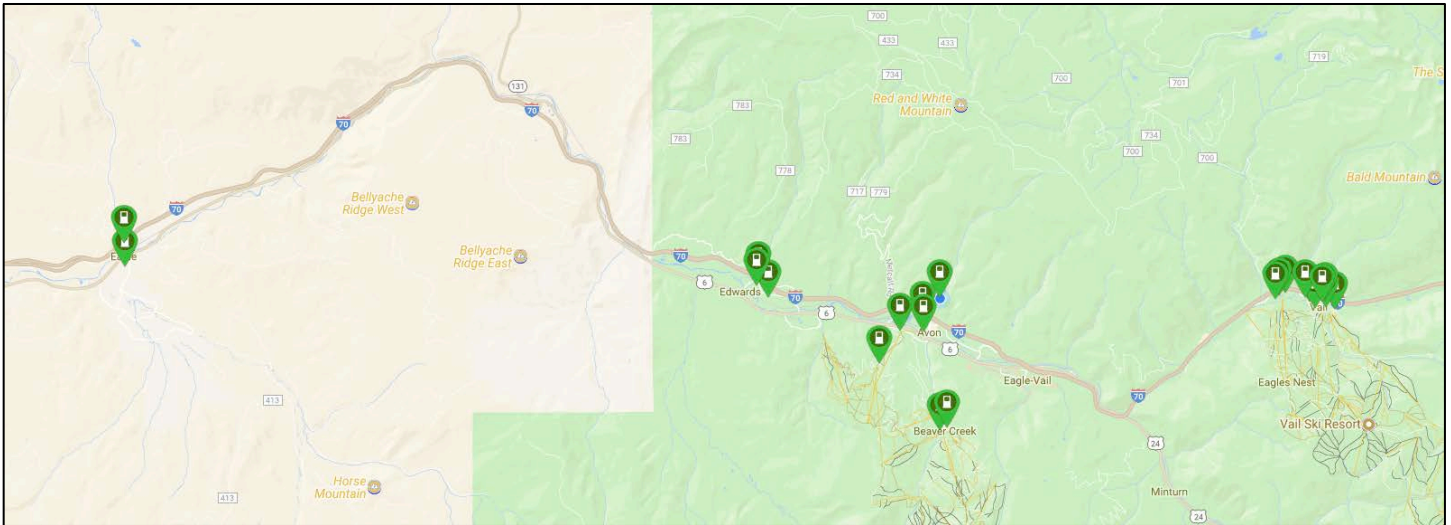 700
433
433
719
734
700
701
The S
131
70
783
Red and White
Mountain
70
70
783
734
700
778
700
Bald Mountain
717
779
Bellyache
Ridge West
70
Bellyache
Ridge East
70
6
Edwards
70
6
Avon
70
6
Vail
70
Eagle-Vail
Eagles Nest
70
413
Beaver Creek
Vail Ski Resort
24
Horse
Mountain
413
Minturn
24